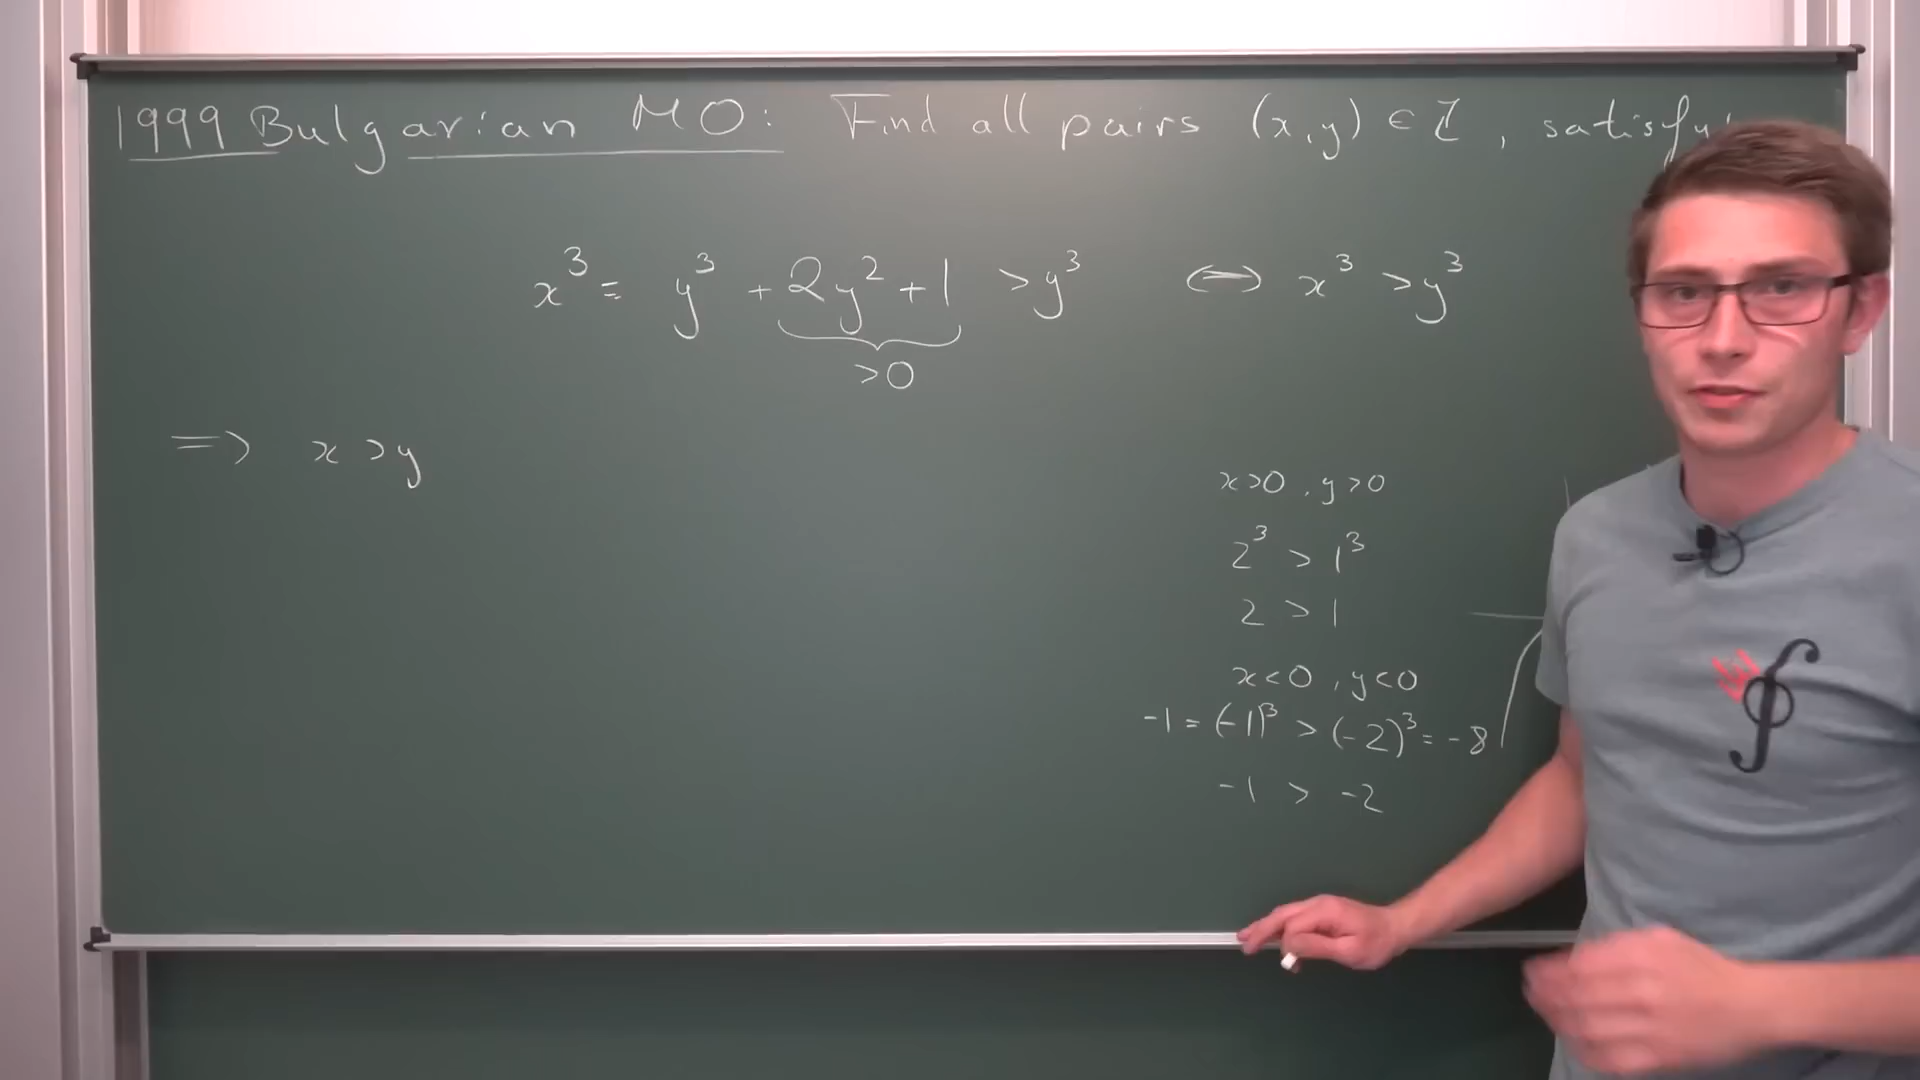 1999 Bulgarian MO: Find all pairs (x,y) ∈ ℤ, satisfy
x³ = y³ + 2y² + 1 > y³ ⟺ x³ > y³
> 0
⟹ x > y
x>0, y>0
2³ > 1³
2 > 1
x<0, y<0
-1 = (-1)³ > (-2)³ = -8
-1 > -2